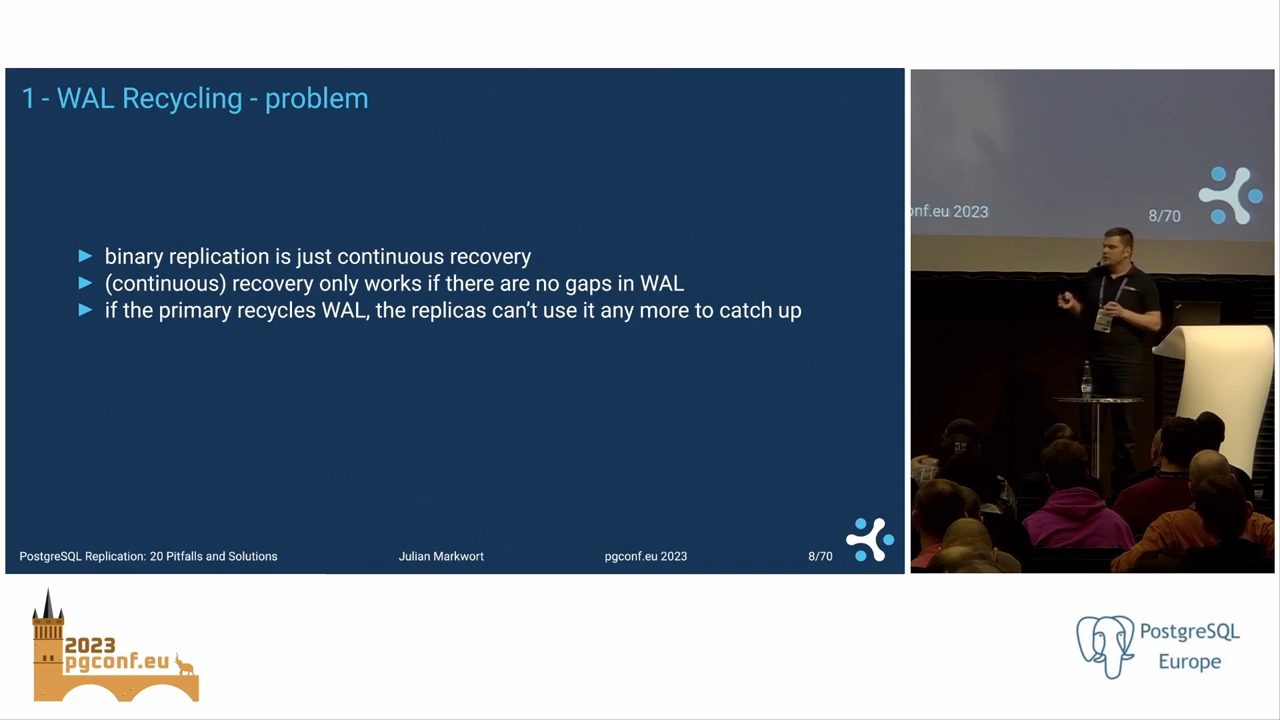 1 - WAL Recycling - problem
binary replication is just continuous recovery
(continuous) recovery only works if there are no gaps in WAL
if the primary recycles WAL, the replicas can't use it any more to catch up
PostgreSQL Replication: 20 Pitfalls and Solutions
Julian Markwort
pgconf.eu 2023
8/70
onf.eu 2023
8/70
2023
pgconf.eu
PostgreSQL
Europe